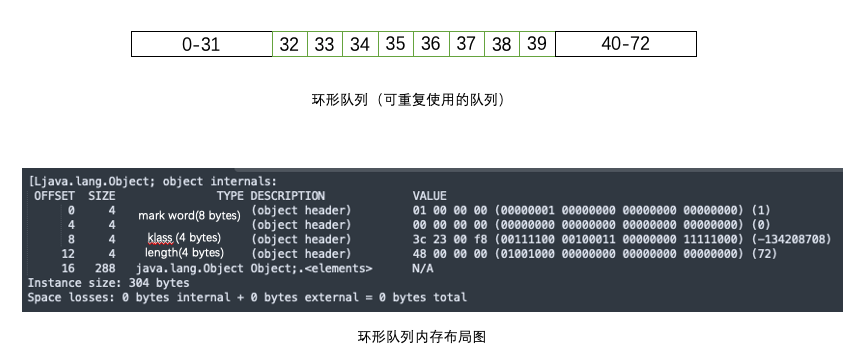 0-31 32 33 34 35 36 37 38 39 40-72
环形队列（可重复使用的队列）
[Ljava.lang.Object; object internals:
OFFSET SIZE TYPE DESCRIPTION VALUE
0 4 (object header) 01 00 00 00 (00000001 00000000 00000000 00000000) (1)
mark word(8 bytes)
4 4 (object header) 00 00 00 00 (00000000 00000000 00000000 00000000) (0)
8 4 klass (4 bytes) (object header) 3c 23 00 f8 (00111100 00100011 00000000 11111000) (-134208708)
12 4 length(4 bytes) (object header) 48 00 00 00 (01001000 00000000 00000000 00000000) (72)
16 288 java.lang.Object Object;.<elements> N/A
Instance size: 304 bytes
Space losses: 0 bytes internal + 0 bytes external = 0 bytes total
环形队列内存布局图